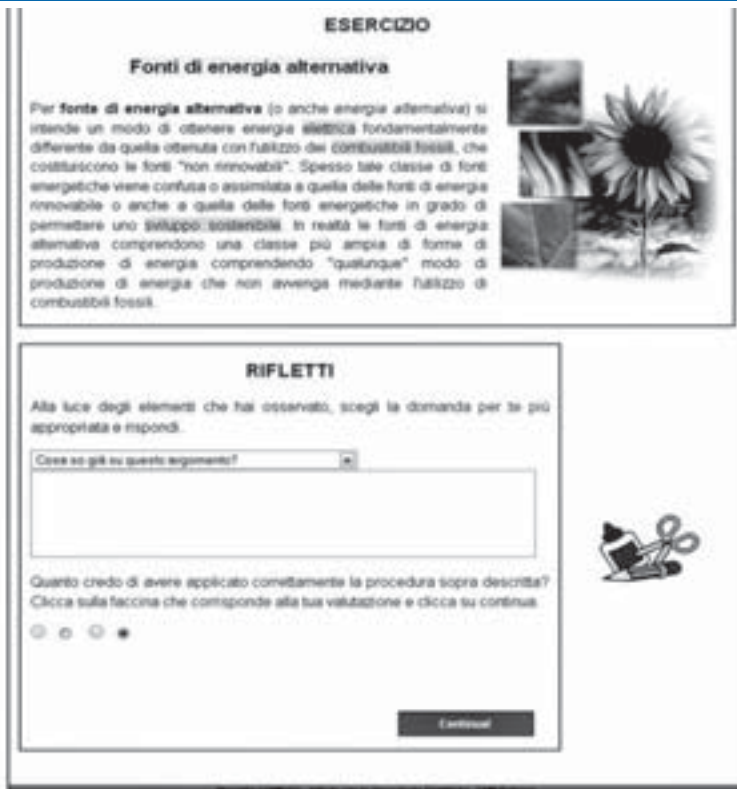 ESERCIZIO
Fonti di energia alternativa
Per fonte di energia alternativa (o anche energia alternativa) si
intende un modo di ottenere energia elettrica fondamentalmente
differente da quella ottenuta con l'utilizzo dei combustibili fossili, che
costituiscono le fonti "non rinnovabili". Spesso tale classe di fonti
energetiche viene confusa o assimilata a quella delle fonti di energia
rinnovabile o anche a quella delle fonti energetiche in grado di
permettere uno sviluppo sostenibile. In realtà le fonti di energia
alternativa comprendono una classe più ampia di forme di
produzione di energia comprendendo "qualunque" modo di
produzione di energia che non avvenga mediante l'utilizzo di
combustibili fossili.
RIFLETTI
Alla luce degli elementi che hai osservato, scegli la domanda per te più
appropriata e rispondi.
Cosa so già su questo argomento?
Quanto credo di avere applicato correttamente la procedura sopra descritta?
Clicca sulla faccina che corrisponde alla tua valutazione e clicca su continua.
Continua!